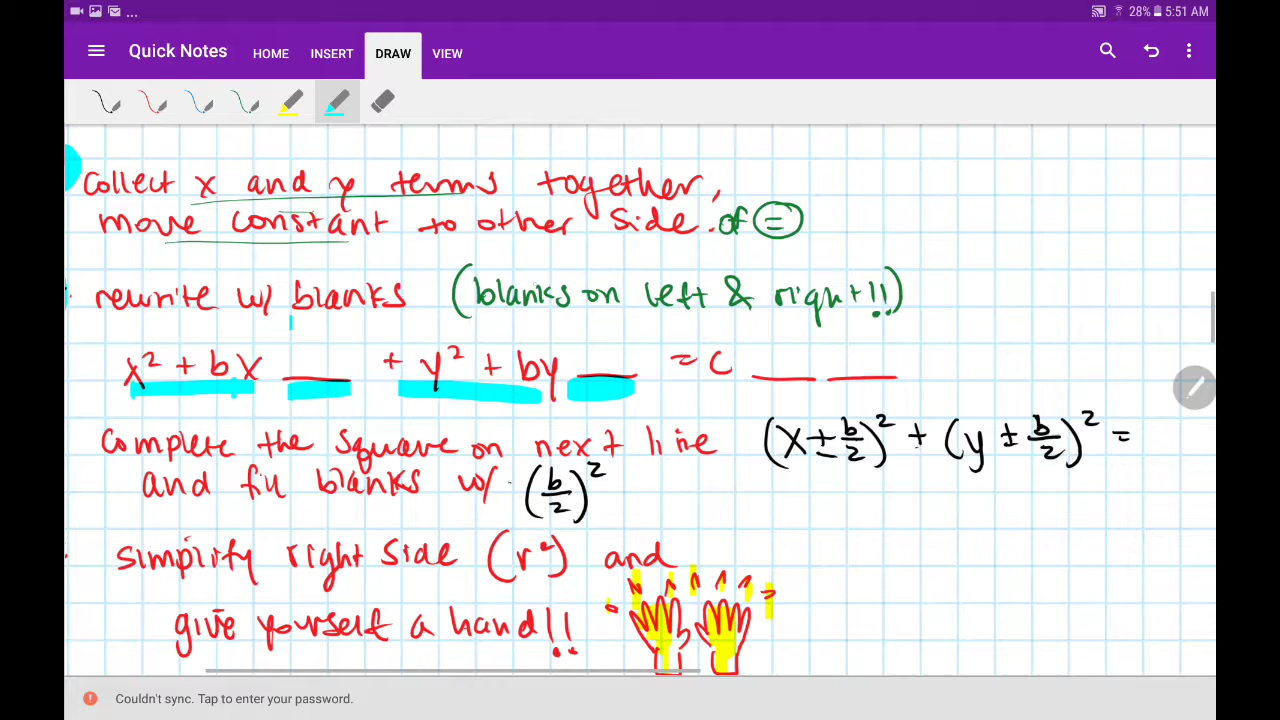 ... 28% 5:51 AM
Quick Notes HOME INSERT DRAW VIEW
collect x and y terms together,
move constant to other side. of =
rewrite w/ blanks (blanks on left & right!!)
x² + bx ___ + y² + by ___ = c ___ ___
complete the square on next line (x ± b/2)² + (y ± b/2)² =
and fill blanks w/ (b/2)²
simplify right side (r²) and
give yourself a hand!!
Couldn't sync. Tap to enter your password.